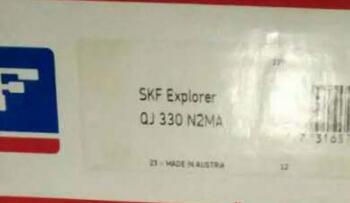 SKF Explorer
QJ 330 N2MA
23 - MADE IN AUSTRIA
12